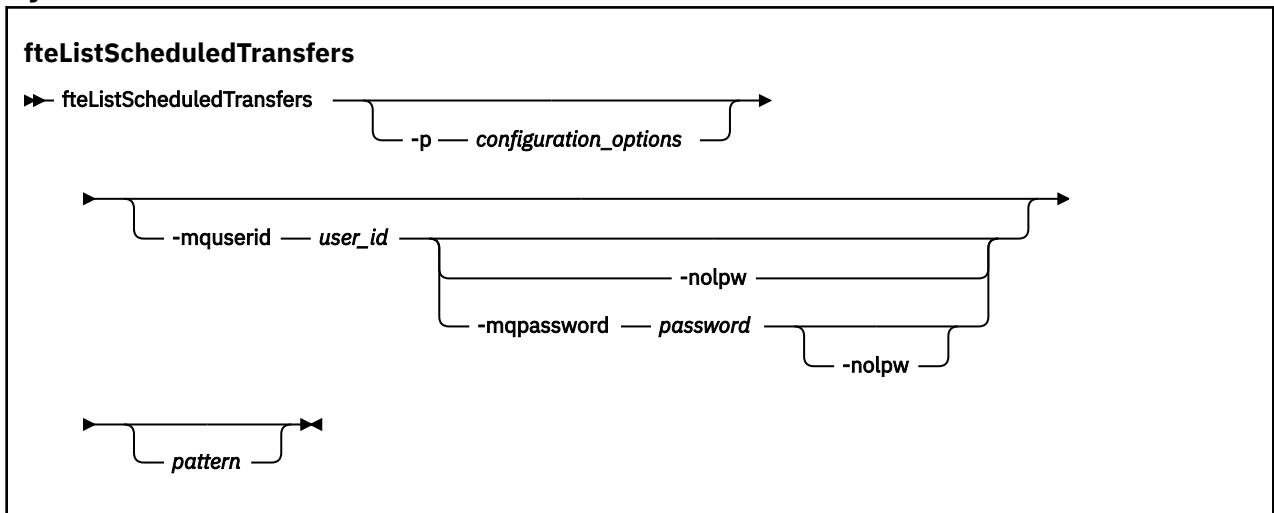 fteListScheduledTransfers
fteListScheduledTransfers
-p configuration_options
-mquserid user_id
-nolpw
-mqpassword password
-nolpw
pattern